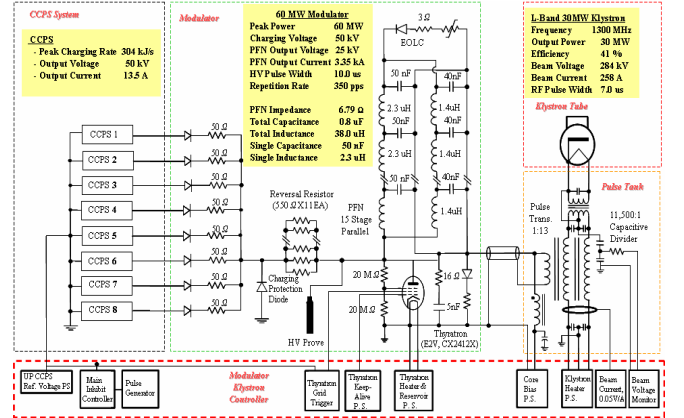 CCPS System
CCPS
- Peak Charging Rate 304 kJ/s
- Output Voltage 50 kV
- Output Current 13.5 A
Modulator
60 MW Modulator
Peak Power 60 MW
Charging Voltage 50 kV
PFN Output Voltage 25 kV
PFN Output Current 3.35 kA
HV Pulse Width 10.0 us
Repetition Rate 350 pps
PFN Impedance 6.79 Ω
Total Capacitance 0.8 uF
Total Inductance 38.0 uH
Single Capacitance 50 nF
Single Inductance 2.3 uH
3 Ω
EOLC
50 nF
40nF
2.3 uH
1.4uH
50nF
40nF
2.3 uH
1.4uH
50 nF
40nF
1.4uH
PFN
15 Stage
Parallel
L-Band 30MW Klystron
Frequency 1300 MHz
Output Power 30 MW
Efficiency 41 %
Beam Voltage 284 kV
Beam Current 258 A
RF Pulse Width 7.0 us
Klystron Tube
Pulse Tank
Pulse
Trans.
1:13
11,500:1
Capacitive
Divider
CCPS 1
50 Ω
CCPS 2
50 Ω
CCPS 3
50 Ω
CCPS 4
50 Ω
CCPS 5
50 Ω
CCPS 6
50 Ω
CCPS 7
50 Ω
CCPS 8
50 Ω
Reversal Resistor
(550 Ω X11EA)
Charging
Protection
Diode
HV Prove
20 M Ω
20 M Ω
16 Ω
5nF
Thyratron
(E2V, CX2412X)
UP CCPS
Ref. Voltage PS
Main
Inhibit
Controller
Pulse
Generator
Modulator
Klystron
Controller
Thyratron
Grid
Trigger
Thyratron
Keep-
Alive
P.S.
Thyratron
Heater&
Reservoir
P.S.
Core
Bias
P.S.
Klystron
Heater
P.S.
Beam
Current,
0.05V/A
Beam
Voltage
Monitor